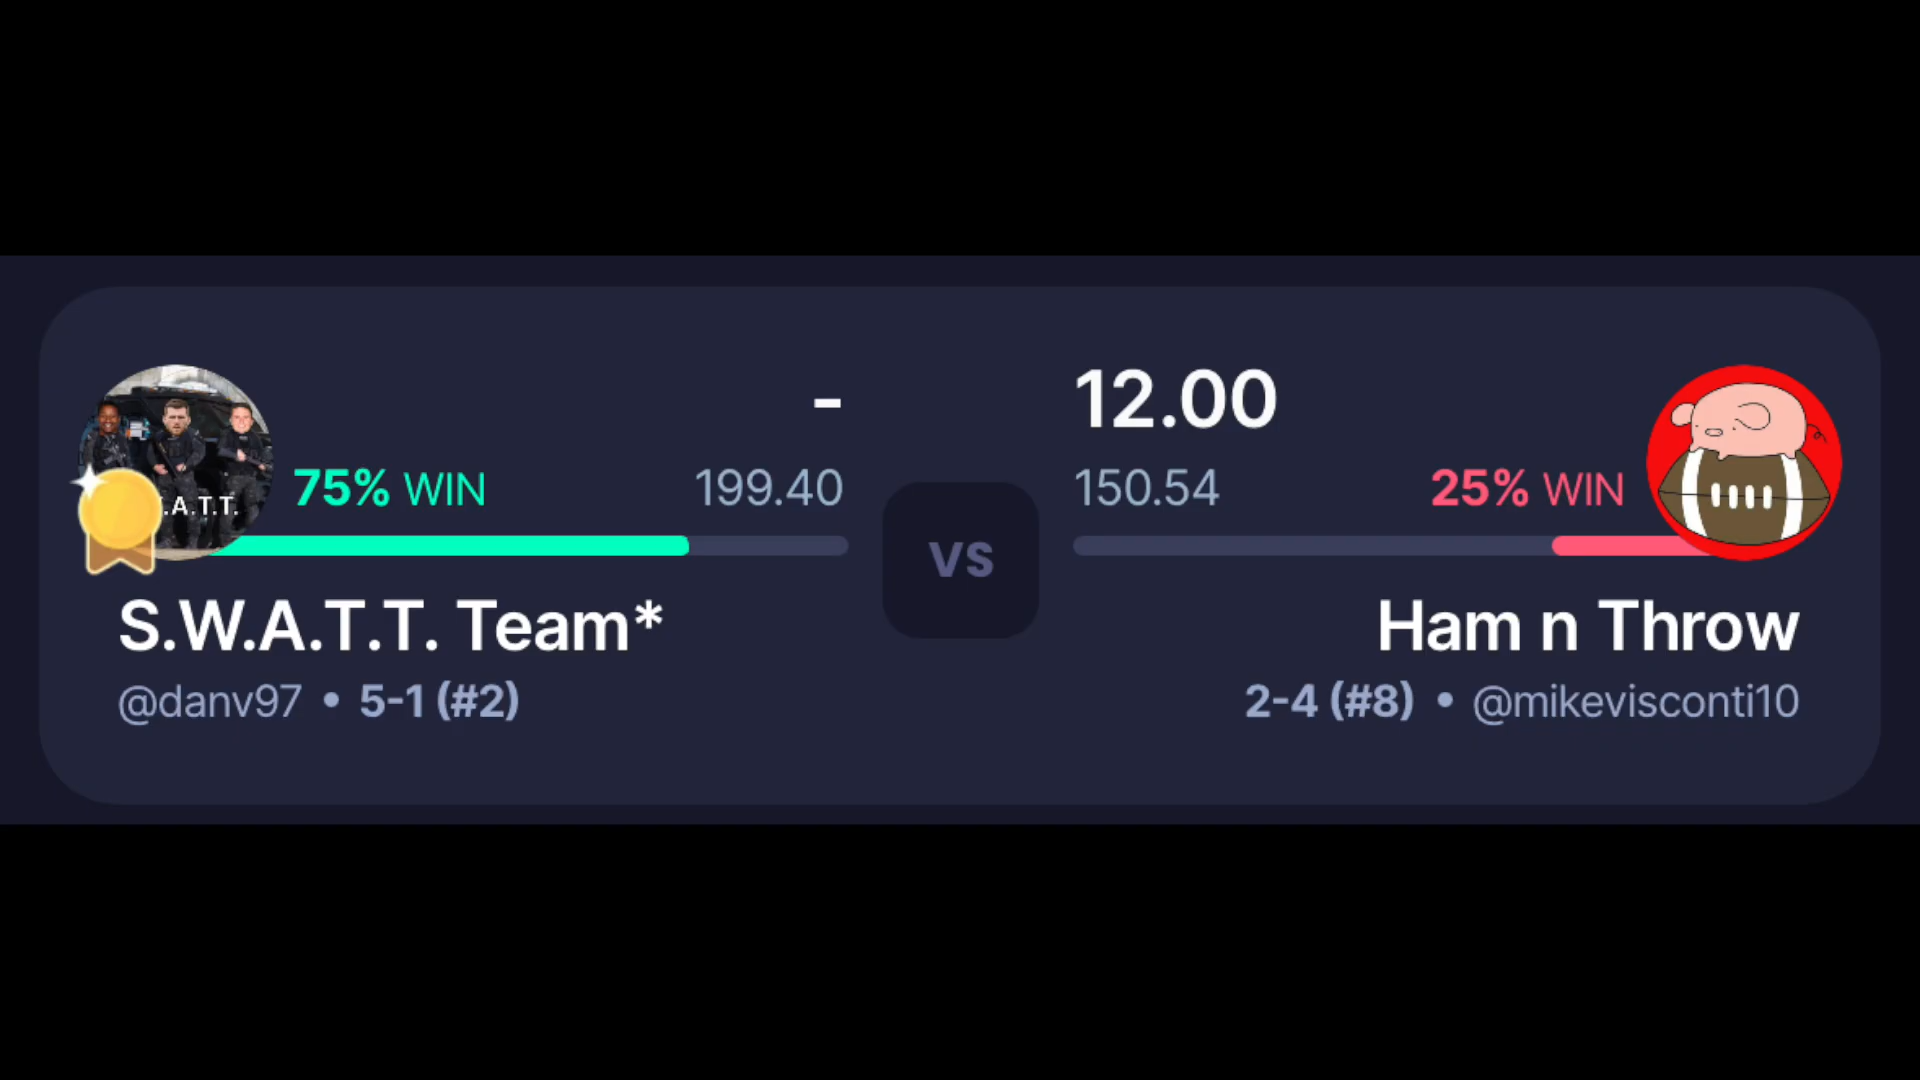 - 12.00
75% WIN 199.40 150.54 25% WIN
.A.T.T.
VS
S.W.A.T.T. Team* Ham n Throw
@danv97 • 5-1 (#2) 2-4 (#8) • @mikevisconti10